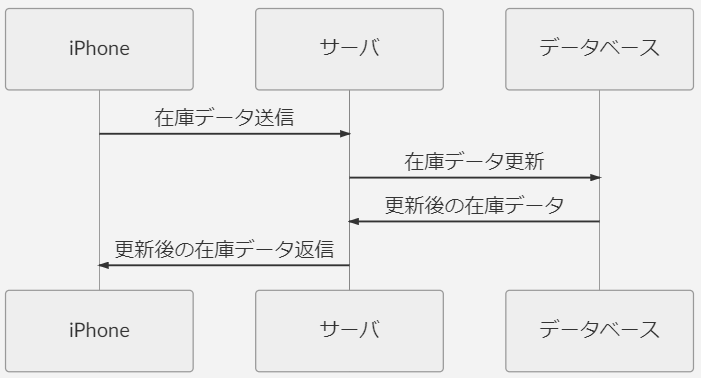 iPhone
サーバ
データベース
在庫データ送信
在庫データ更新
更新後の在庫データ
更新後の在庫データ返信
iPhone
サーバ
データベース